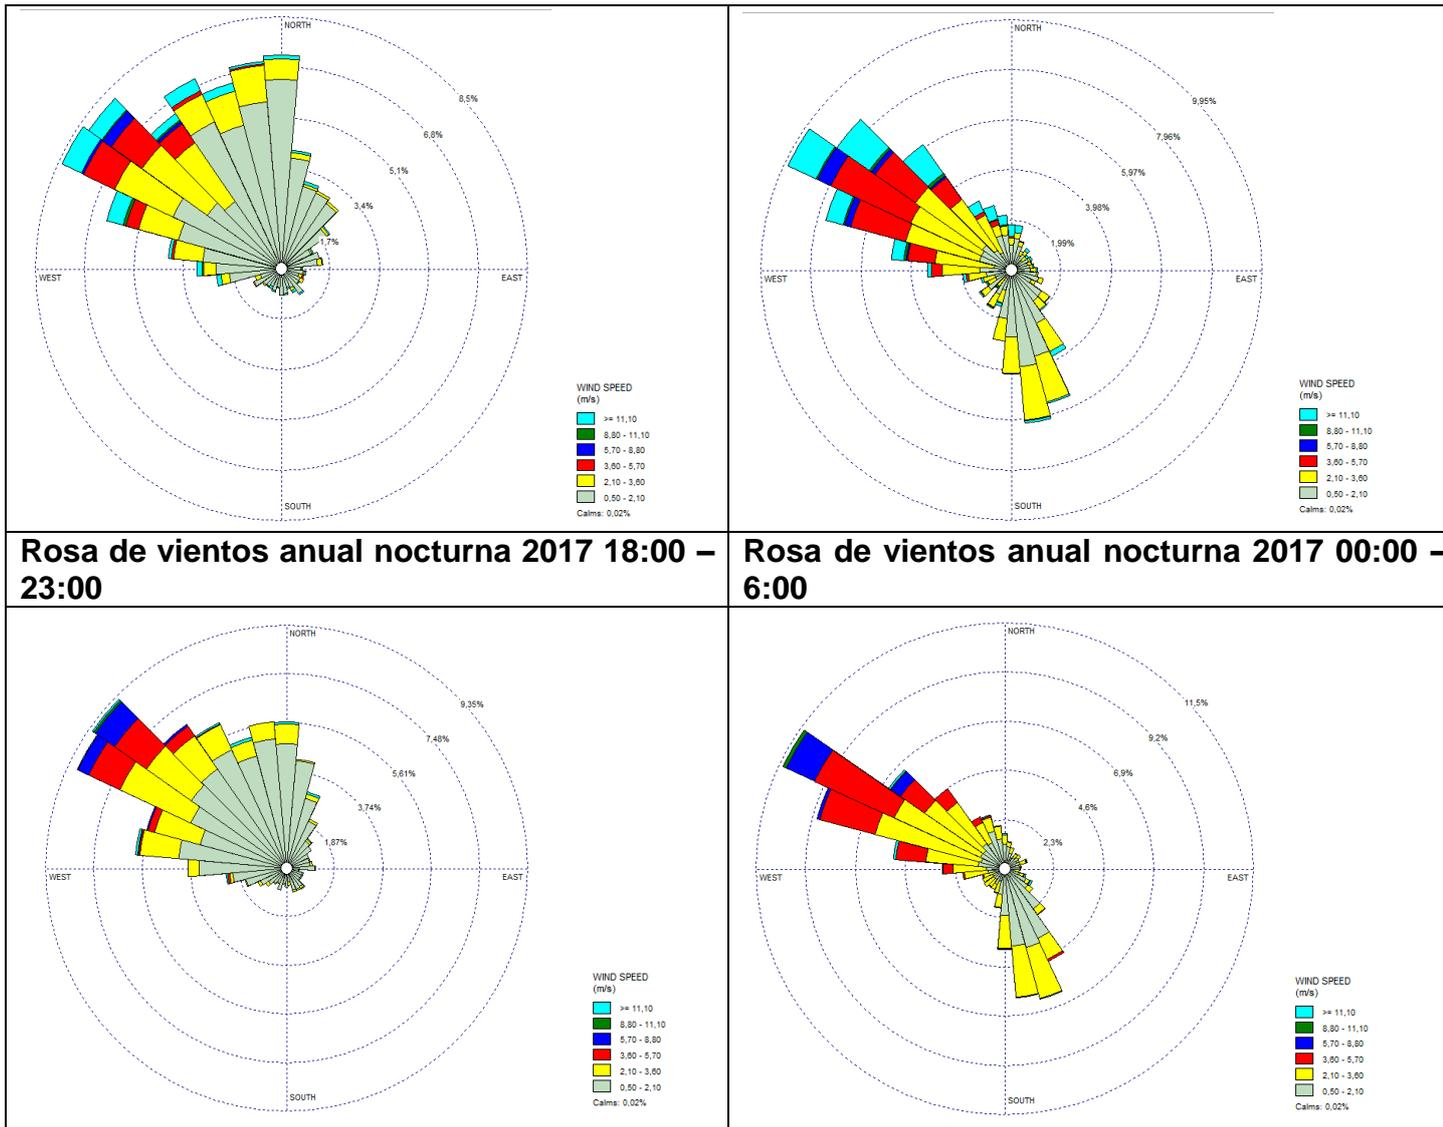 NORTH
8,5%
6,8%
5,1%
3,4%
1,7%
WEST
EAST
SOUTH
WIND SPEED
(m/s)
>= 11,10
8,80 - 11,10
5,70 - 8,80
3,60 - 5,70
2,10 - 3,60
0,50 - 2,10
Calms: 0,02%
NORTH
9,95%
7,96%
5,97%
3,98%
1,99%
WEST
EAST
SOUTH
WIND SPEED
(m/s)
>= 11,10
8,80 - 11,10
5,70 - 8,80
3,60 - 5,70
2,10 - 3,60
0,50 - 2,10
Calms: 0,02%
Rosa de vientos anual nocturna 2017 18:00 –
23:00
Rosa de vientos anual nocturna 2017 00:00 –
6:00
NORTH
9,35%
7,48%
5,61%
3,74%
1,87%
WEST
EAST
SOUTH
WIND SPEED
(m/s)
>= 11,10
8,80 - 11,10
5,70 - 8,80
3,60 - 5,70
2,10 - 3,60
0,50 - 2,10
Calms: 0,02%
NORTH
11,5%
9,2%
6,9%
4,6%
2,3%
WEST
EAST
SOUTH
WIND SPEED
(m/s)
>= 11,10
8,80 - 11,10
5,70 - 8,80
3,60 - 5,70
2,10 - 3,60
0,50 - 2,10
Calms: 0,02%